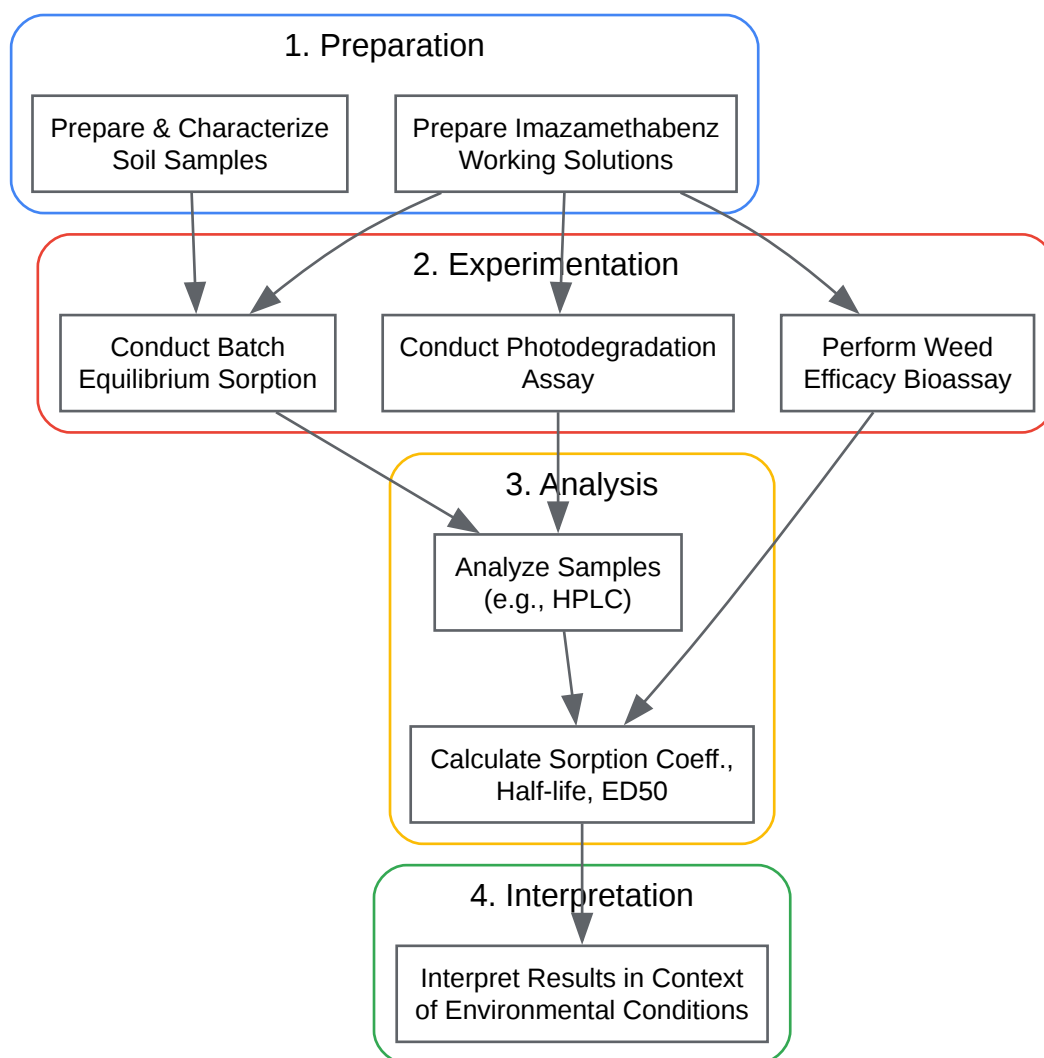 1. Preparation
Prepare & Characterize
Soil Samples
Prepare Imazamethabenz
Working Solutions
2. Experimentation
Conduct Batch
Equilibrium Sorption
Conduct Photodegradation
Assay
Perform Weed
Efficacy Bioassay
3. Analysis
Analyze Samples
(e.g., HPLC)
Calculate Sorption Coeff.,
Half-life, ED50
4. Interpretation
Interpret Results in Context
of Environmental Conditions